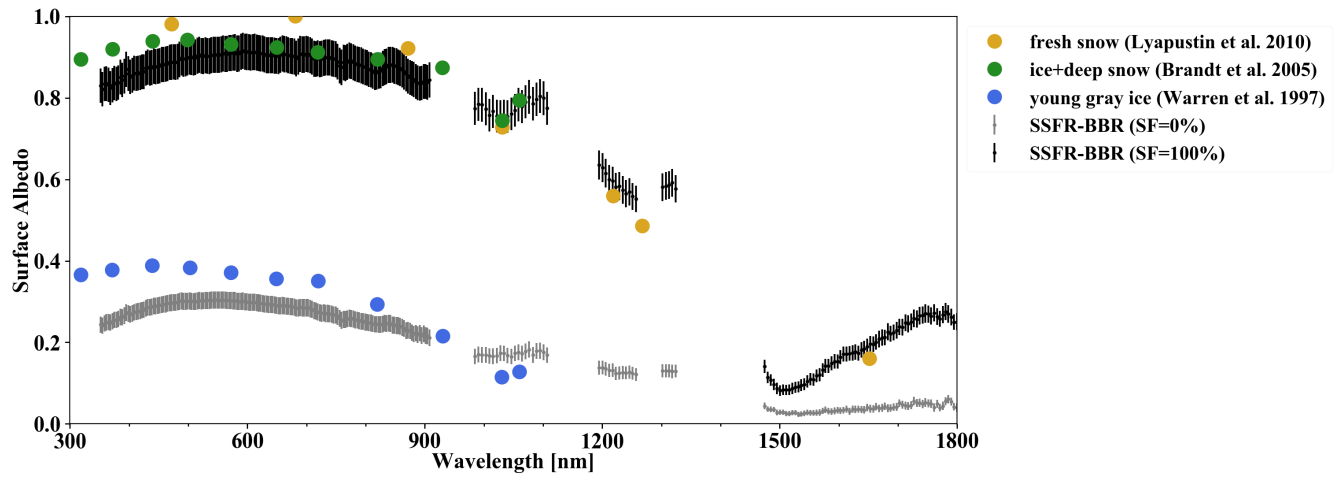 1.0
0.8
0.6
0.4
0.2
0.0
Surface Albedo
300
600
900
1200
1500
1800
Wavelength [nm]
fresh snow (Lyapustin et al. 2010)
ice+deep snow (Brandt et al. 2005)
young gray ice (Warren et al. 1997)
SSFR-BBR (SF=0%)
SSFR-BBR (SF=100%)